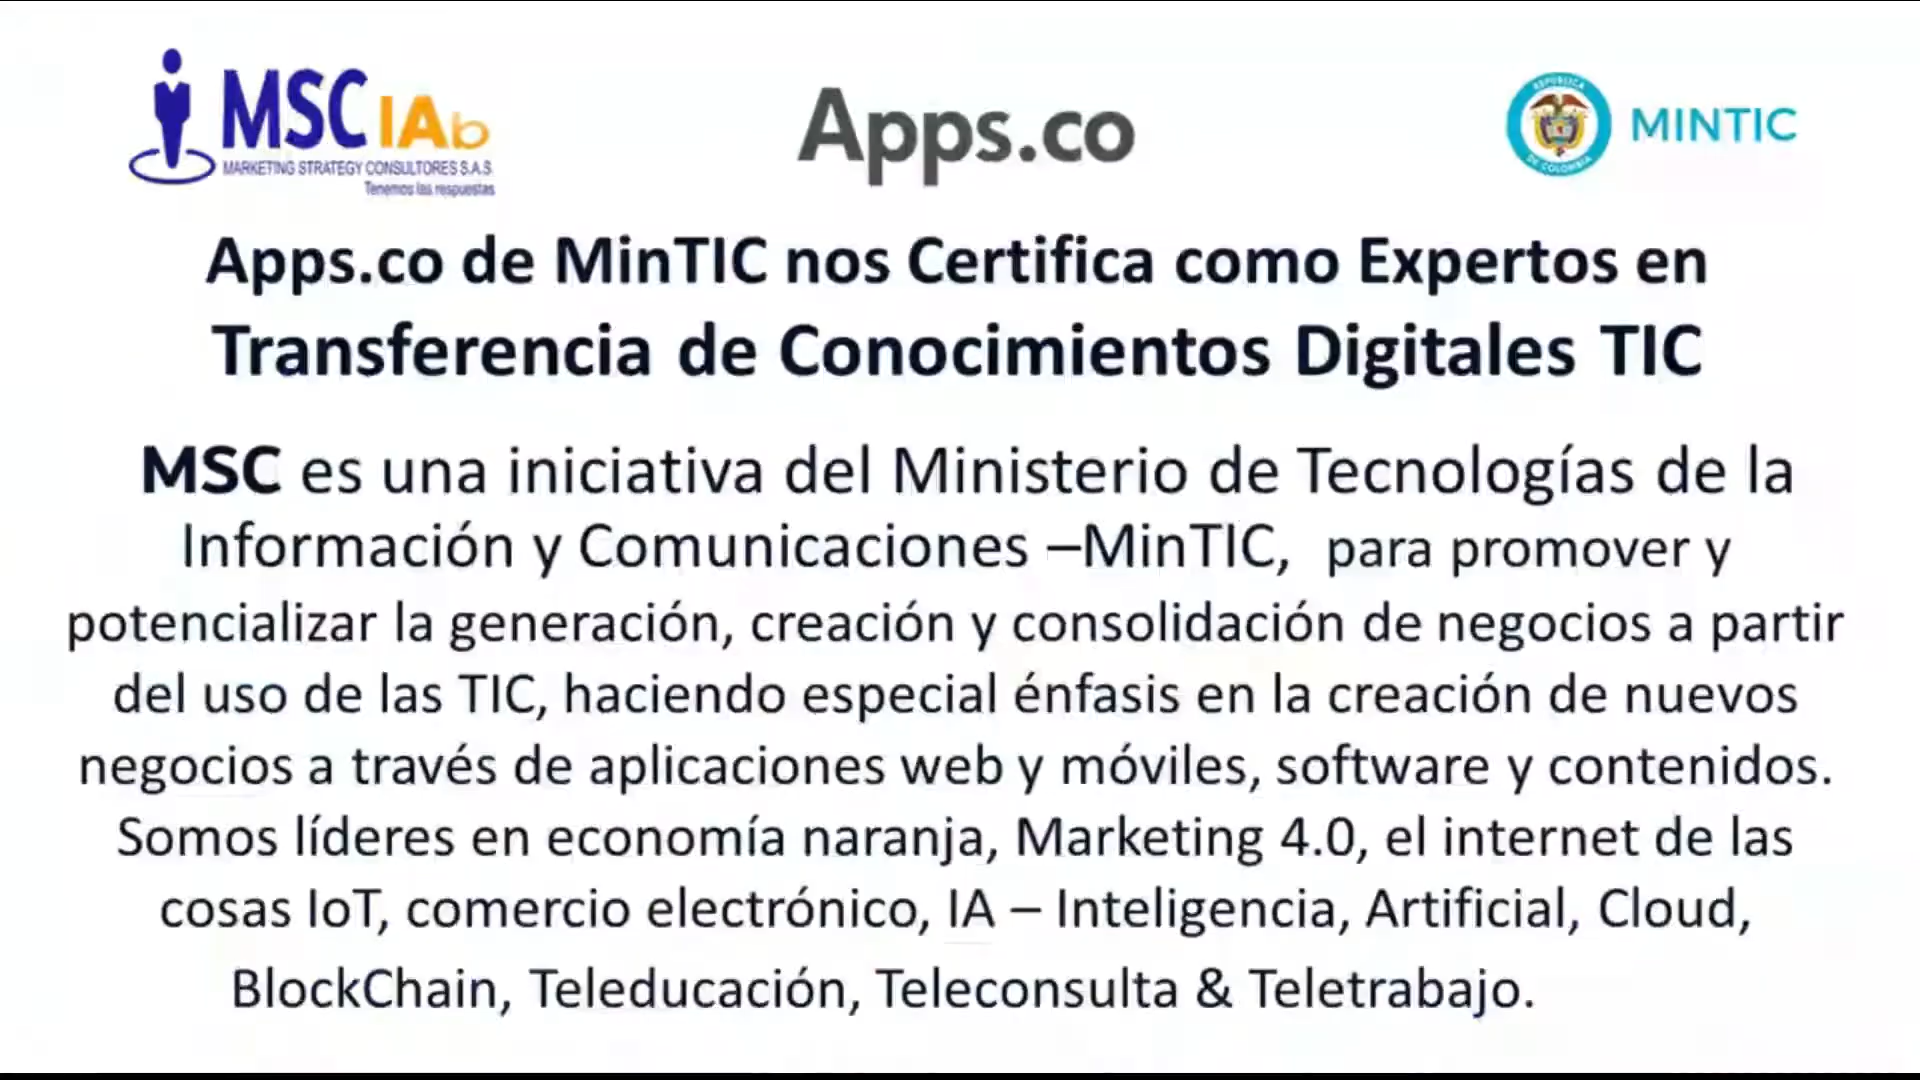 MSC IAb
MARKETING STRATEGY CONSULTORES S.A.S
Tenemos las respuestas
Apps.co
REPÚBLICA
DE COLOMBIA
MINTIC
Apps.co de MinTIC nos Certifica como Expertos en
Transferencia de Conocimientos Digitales TIC
MSC es una iniciativa del Ministerio de Tecnologías de la
Información y Comunicaciones –MinTIC, para promover y
potencializar la generación, creación y consolidación de negocios a partir
del uso de las TIC, haciendo especial énfasis en la creación de nuevos
negocios a través de aplicaciones web y móviles, software y contenidos.
Somos líderes en economía naranja, Marketing 4.0, el internet de las
cosas IoT, comercio electrónico, IA – Inteligencia, Artificial, Cloud,
BlockChain, Teleducación, Teleconsulta & Teletrabajo.